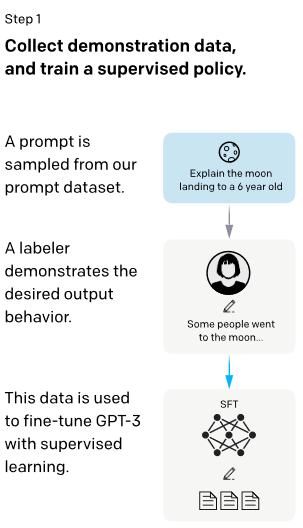 Step 1
Collect demonstration data,
and train a supervised policy.
A prompt is
sampled from our
prompt dataset.
Explain the moon
landing to a 6 year old
A labeler
demonstrates the
desired output
behavior.
Some people went
to the moon...
This data is used
to fine-tune GPT-3
with supervised
learning.
SFT